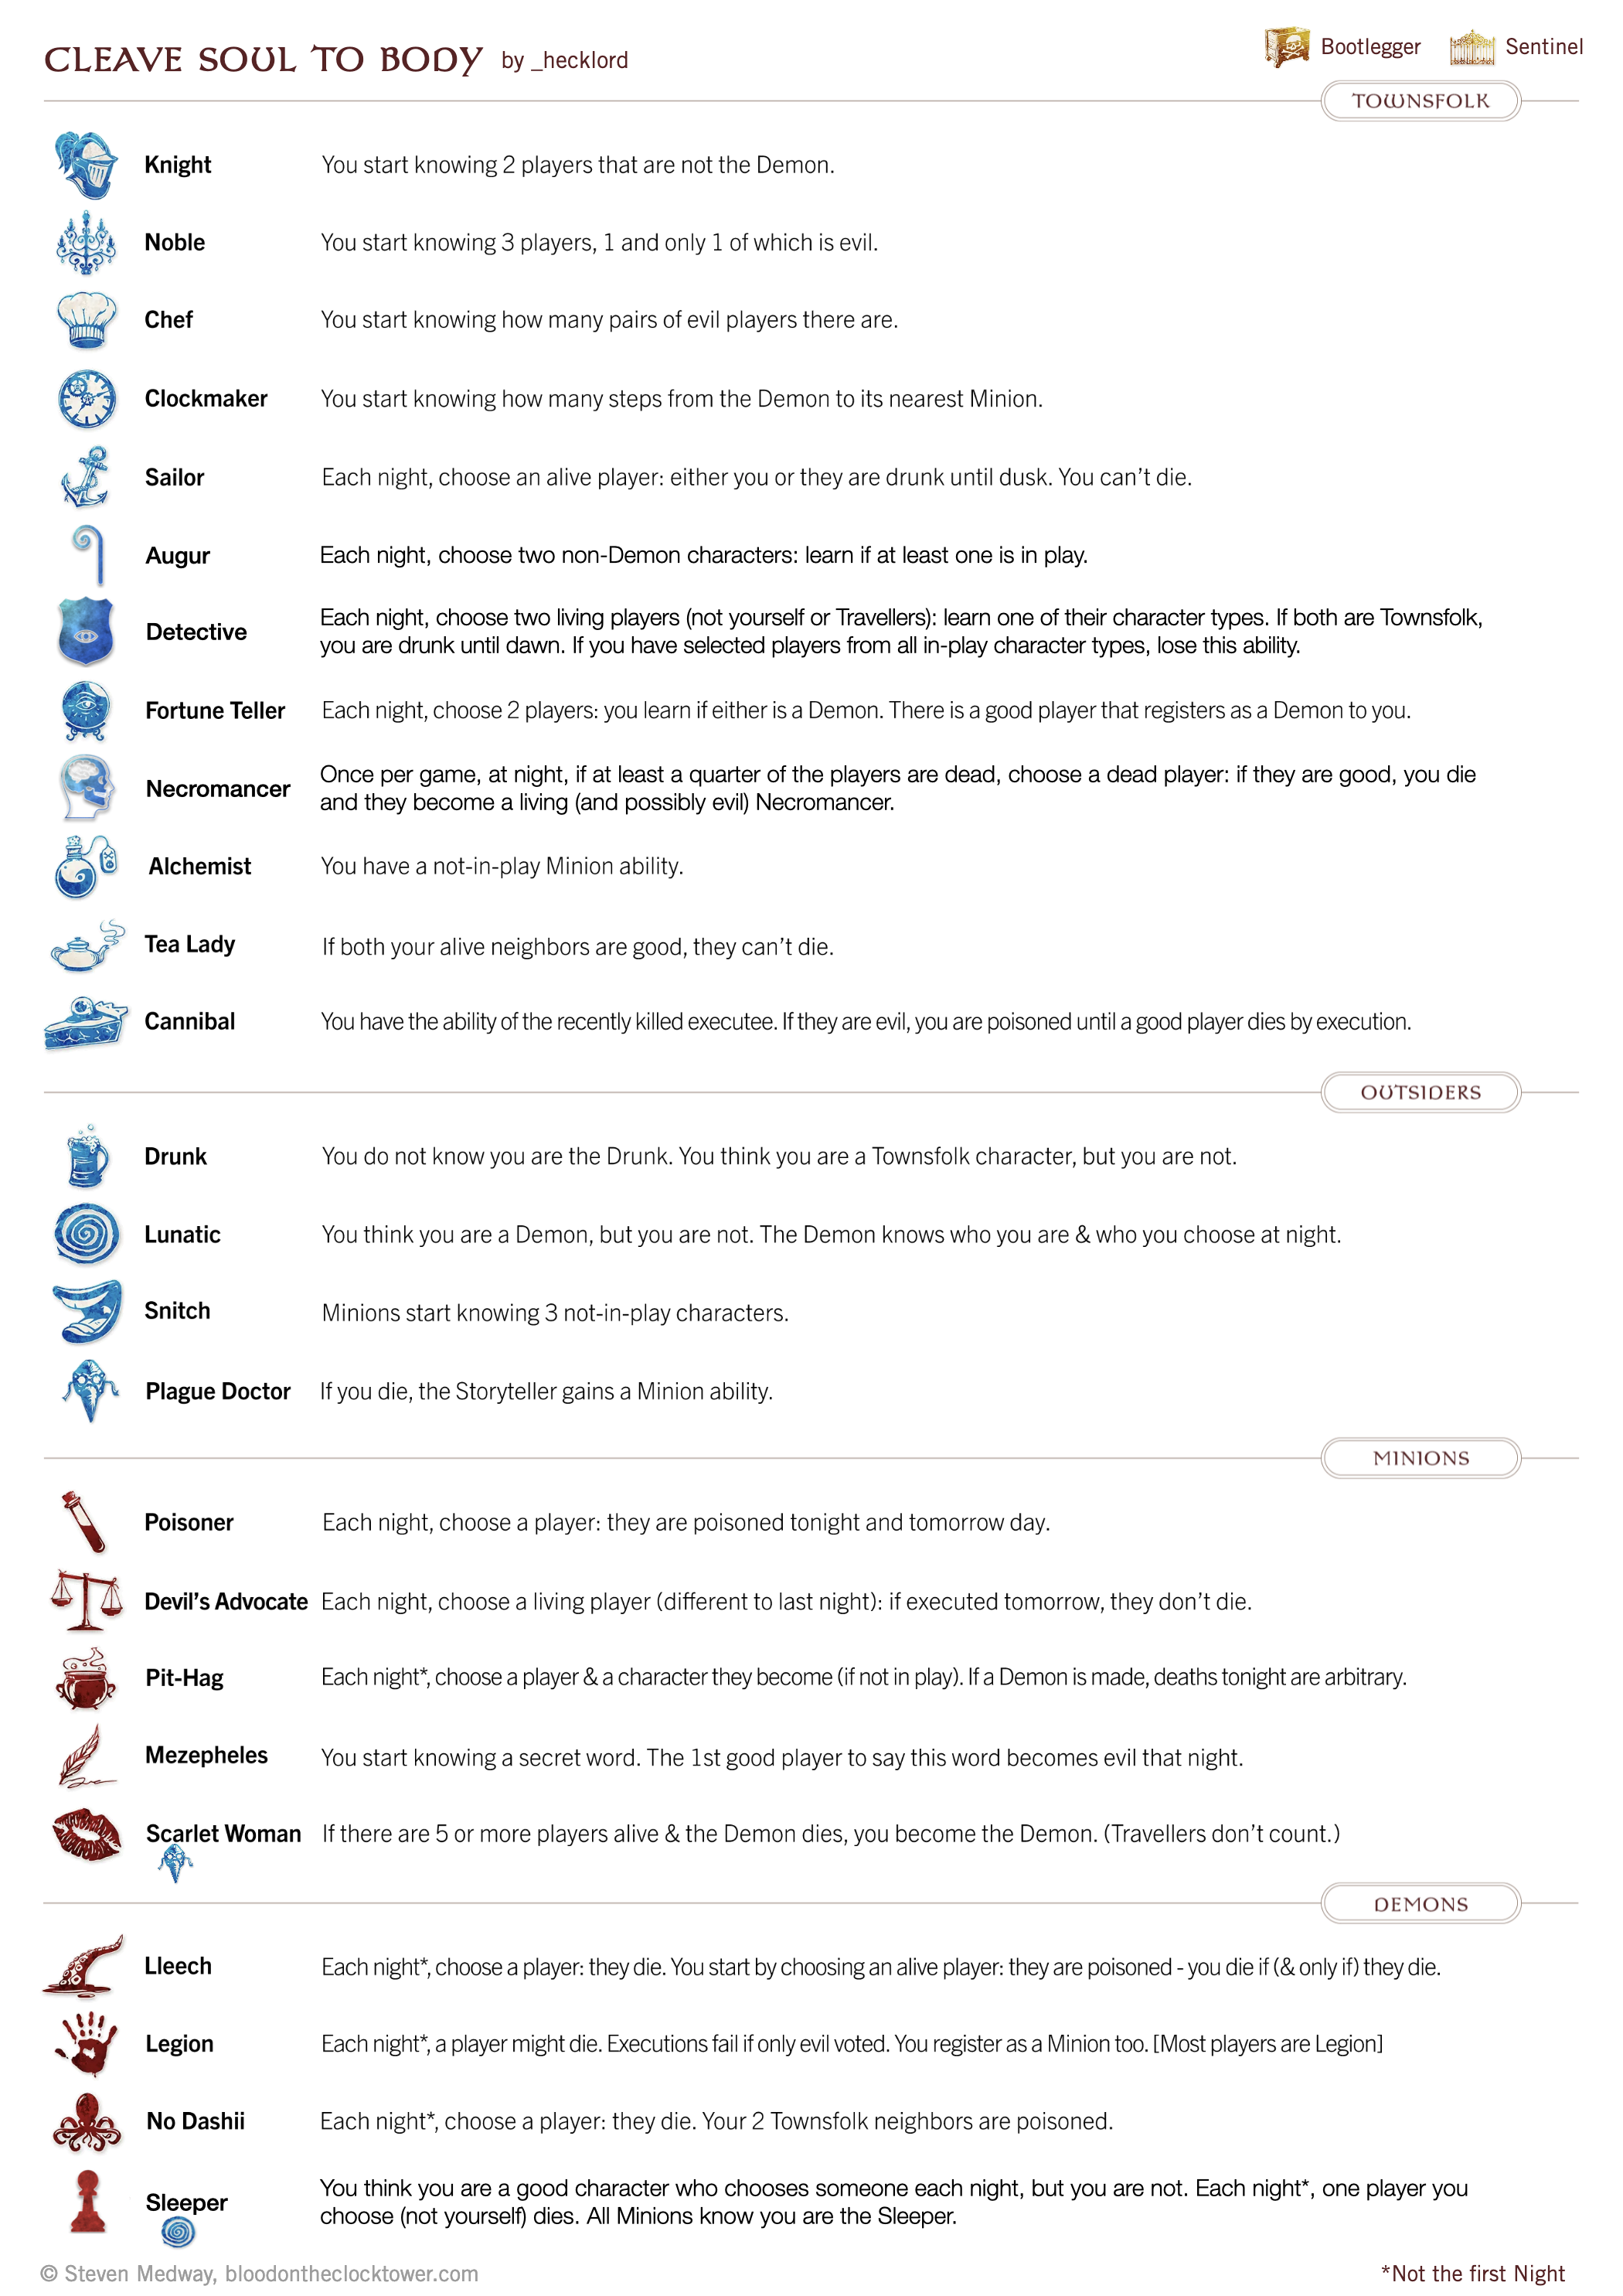 CLEAVE SOUL TO BODY by _hecklord
Bootlegger Sentinel
TOWNSFOLK
Knight You start knowing 2 players that are not the Demon.
Noble You start knowing 3 players, 1 and only 1 of which is evil.
Chef You start knowing how many pairs of evil players there are.
Clockmaker You start knowing how many steps from the Demon to its nearest Minion.
Sailor Each night, choose an alive player: either you or they are drunk until dusk. You can’t die.
Augur Each night, choose two non-Demon characters: learn if at least one is in play.
Detective Each night, choose two living players (not yourself or Travellers): learn one of their character types. If both are Townsfolk,
you are drunk until dawn. If you have selected players from all in-play character types, lose this ability.
Fortune Teller Each night, choose 2 players: you learn if either is a Demon. There is a good player that registers as a Demon to you.
Necromancer Once per game, at night, if at least a quarter of the players are dead, choose a dead player: if they are good, you die
and they become a living (and possibly evil) Necromancer.
Alchemist You have a not-in-play Minion ability.
Tea Lady If both your alive neighbors are good, they can’t die.
Cannibal You have the ability of the recently killed executee. If they are evil, you are poisoned until a good player dies by execution.
OUTSIDERS
Drunk You do not know you are the Drunk. You think you are a Townsfolk character, but you are not.
Lunatic You think you are a Demon, but you are not. The Demon knows who you are & who you choose at night.
Snitch Minions start knowing 3 not-in-play characters.
Plague Doctor If you die, the Storyteller gains a Minion ability.
MINIONS
Poisoner Each night, choose a player: they are poisoned tonight and tomorrow day.
Devil’s Advocate Each night, choose a living player (different to last night): if executed tomorrow, they don’t die.
Pit-Hag Each night*, choose a player & a character they become (if not in play). If a Demon is made, deaths tonight are arbitrary.
Mezepheles You start knowing a secret word. The 1st good player to say this word becomes evil that night.
Scarlet Woman If there are 5 or more players alive & the Demon dies, you become the Demon. (Travellers don’t count.)
DEMONS
Lleech Each night*, choose a player: they die. You start by choosing an alive player: they are poisoned - you die if (& only if) they die.
Legion Each night*, a player might die. Executions fail if only evil voted. You register as a Minion too. [Most players are Legion]
No Dashii Each night*, choose a player: they die. Your 2 Townsfolk neighbors are poisoned.
Sleeper You think you are a good character who chooses someone each night, but you are not. Each night*, one player you
choose (not yourself) dies. All Minions know you are the Sleeper.
© Steven Medway, bloodontheclocktower.com *Not the first Night